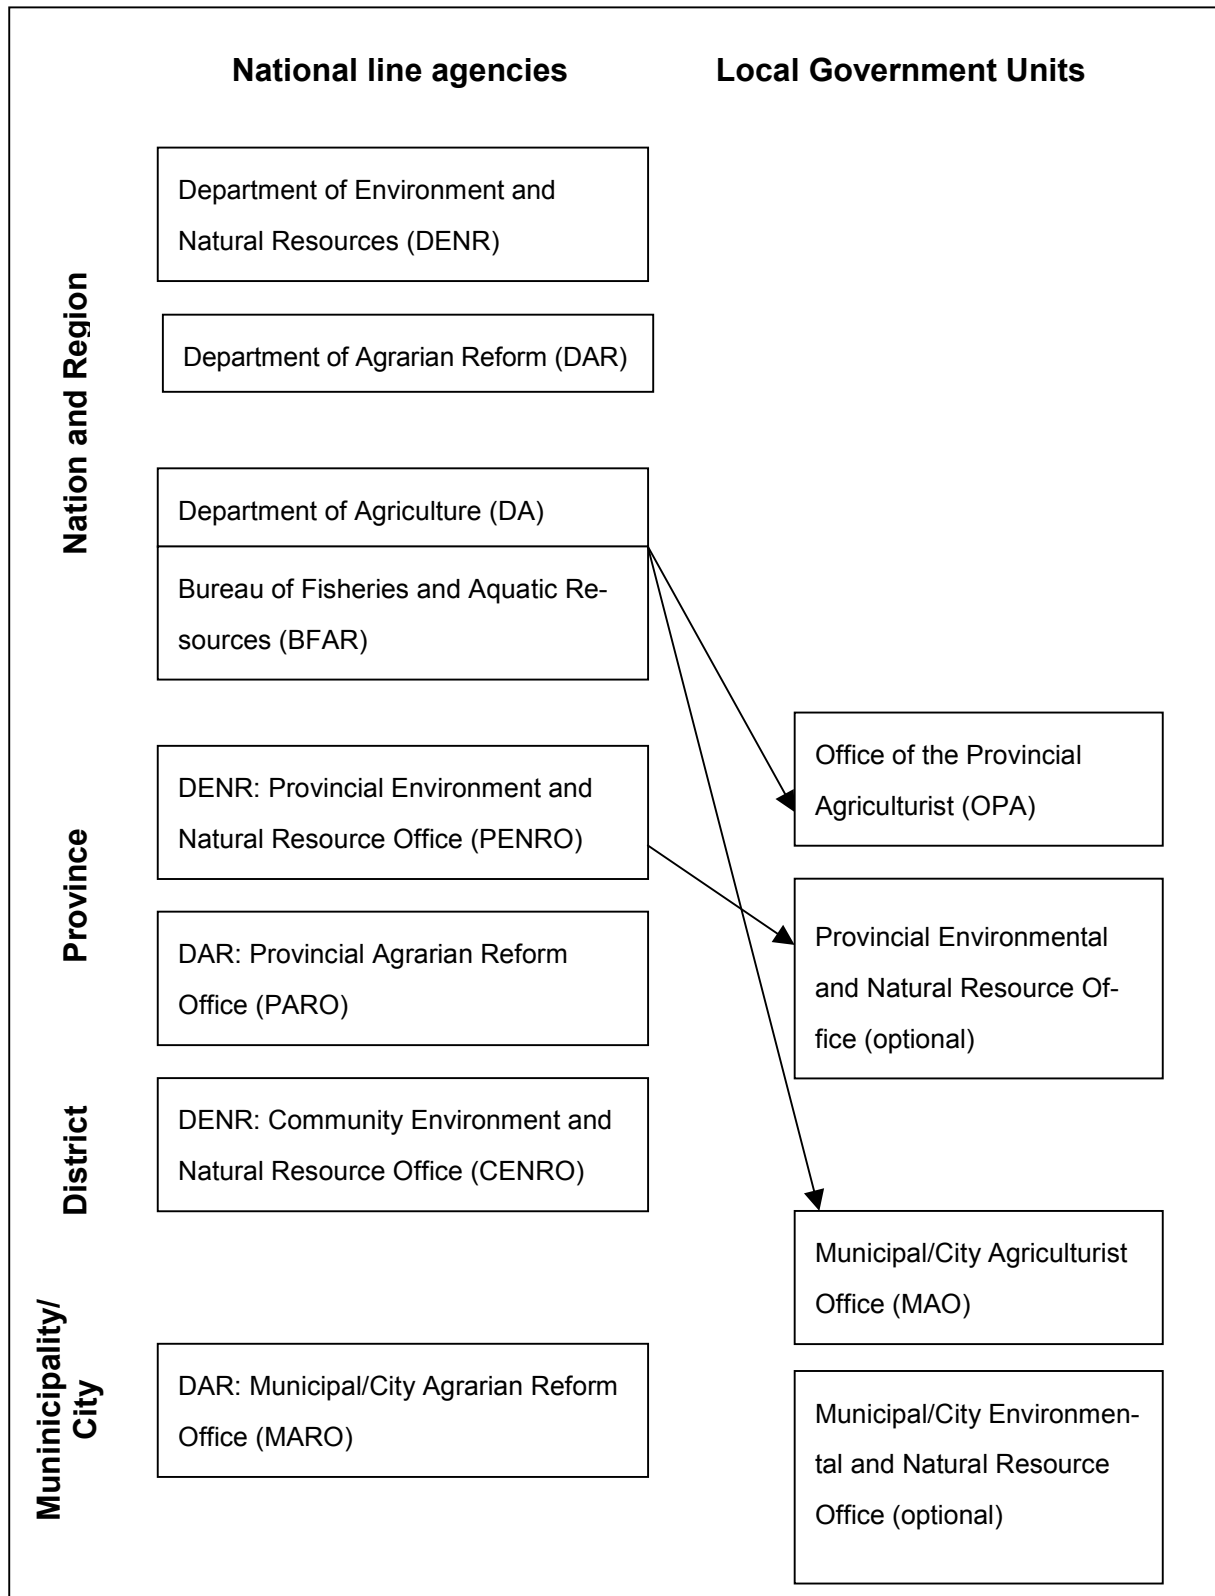 National line agencies
Local Government Units
Nation and Region
Department of Environment and
Natural Resources (DENR)
Department of Agrarian Reform (DAR)
Department of Agriculture (DA)
Bureau of Fisheries and Aquatic Re-
sources (BFAR)
Province
DENR: Provincial Environment and
Natural Resource Office (PENRO)
DAR: Provincial Agrarian Reform
Office (PARO)
Office of the Provincial
Agriculturist (OPA)
Provincial Environmental
and Natural Resource Of-
fice (optional)
District
DENR: Community Environment and
Natural Resource Office (CENRO)
Muninicipality/
City
DAR: Municipal/City Agrarian Reform
Office (MARO)
Municipal/City Agriculturist
Office (MAO)
Municipal/City Environmen-
tal and Natural Resource
Office (optional)